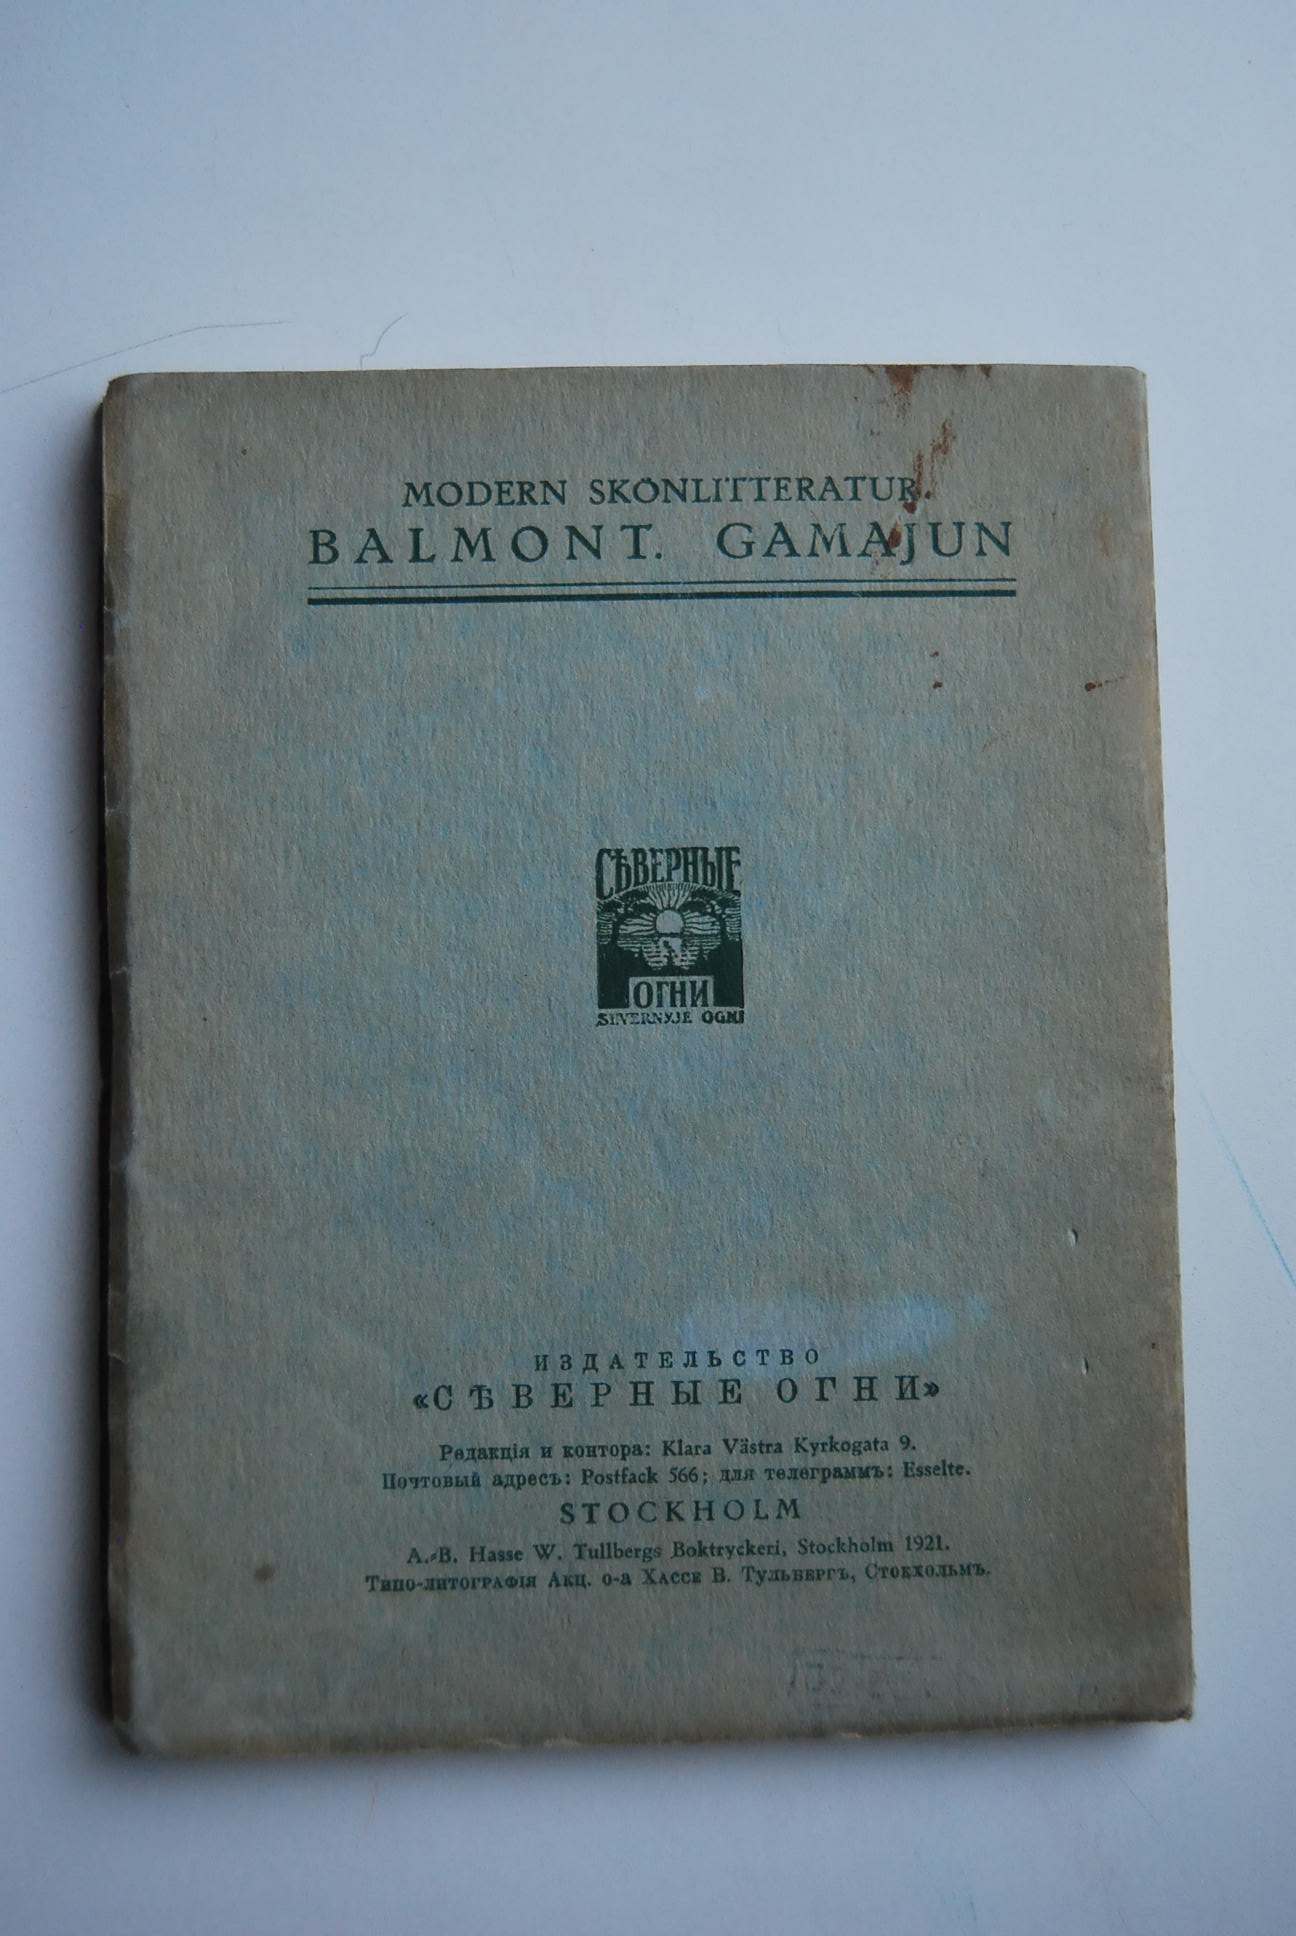 MODERN SKÖNLITTERATUR.
BALMONT. GAMAJUN
СѢВЕРНЫЕ
ОГНИ
SEVERNYJE OGNI
ИЗДАТЕЛЬСТВО
«СѢВЕРНЫЕ ОГНИ»
Редакція и контора: Klara Västra Kyrkogata 9.
Почтовый адресъ: Postfack 566; для телеграммъ: Esselte.
STOCKHOLM
A.-B. Hasse W. Tullbergs Boktryckeri, Stockholm 1921.
Типо-литографія Акц. о-а Хассе В. Тульбергъ, Стокхольмъ.